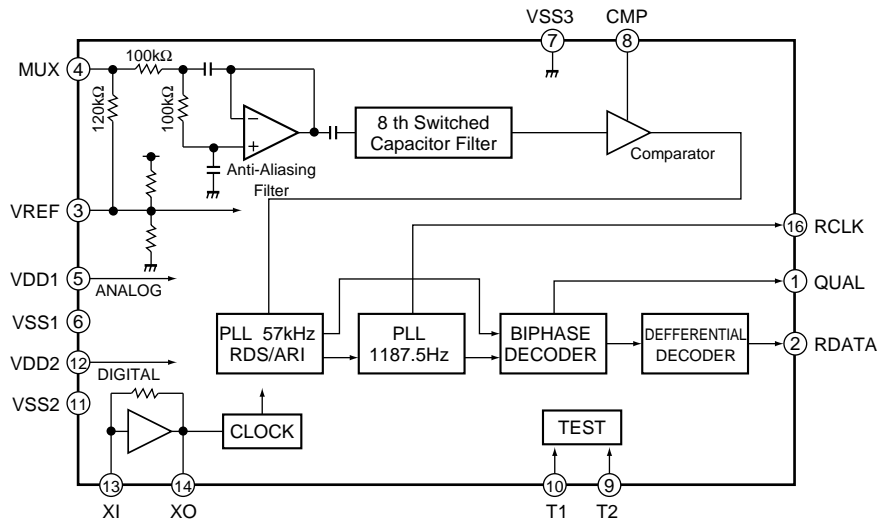 VSS3
CMP
7
8
MUX
4
100kΩ
120kΩ
100kΩ
−
+
8 th Switched
Capacitor Filter
Comparator
Anti-Aliasing
Filter
VREF
3
16
RCLK
VDD1
5
ANALOG
1
QUAL
VSS1
6
PLL 57kHz
RDS/ARI
PLL
1187.5Hz
BIPHASE
DECODER
DEFFERENTIAL
DECODER
2
RDATA
VDD2
12
DIGITAL
VSS2
11
CLOCK
TEST
13
14
10
9
XI
XO
T1
T2